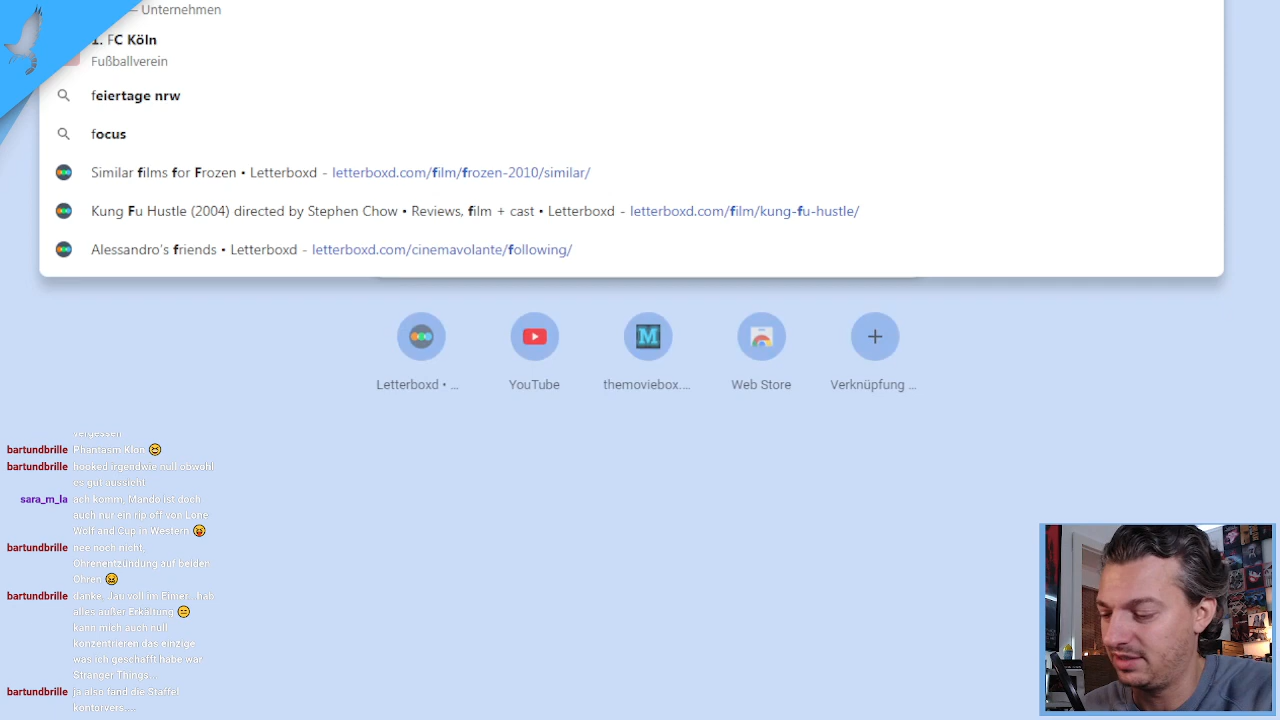 — Unternehmen
1. FC Köln
Fußballverein
feiertage nrw
focus
Similar films for Frozen • Letterboxd - letterboxd.com/film/frozen-2010/similar/
Kung Fu Hustle (2004) directed by Stephen Chow • Reviews, film + cast • Letterboxd - letterboxd.com/film/kung-fu-hustle/
Alessandro's friends • Letterboxd - letterboxd.com/cinemavolante/following/
Letterboxd • ...
YouTube
themoviebox....
Web Store
Verknüpfung ...
vergessen
bartundbrille Phantasm Klon
bartundbrille hooked irgendwie null obwohl
es gut aussieht
sara_m_la ach komm, Mando ist doch
auch nur ein rip off von Lone
Wolf and Cup in Western
bartundbrille nee noch nicht,
Ohrenentzündung auf beiden
Ohren
bartundbrille danke, Jan voll im Eimer.. hab
alles außer Erkältung
kann mich auch null
konzentrieren das einzige
was ich geschafft habe war
Stranger Things..
bartundbrille ja also fand die Staffel
kontorvers....
M